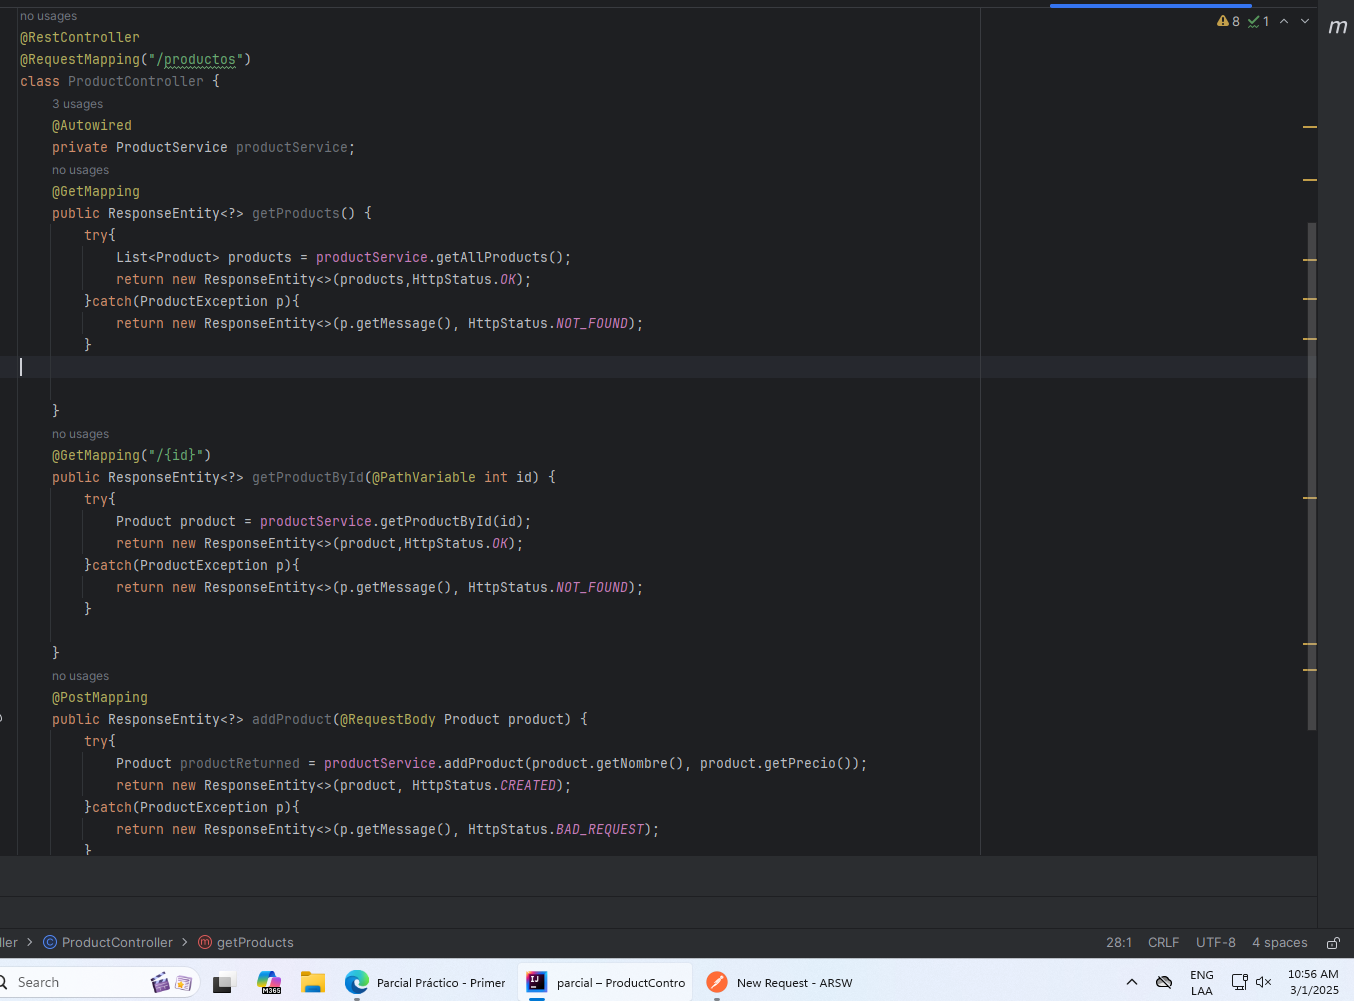 no usages
8 1
m
@RestController
@RequestMapping("/productos")
class ProductController {
3 usages
@Autowired
private ProductService productService;
no usages
@GetMapping
public ResponseEntity<?> getProducts() {
try{
List<Product> products = productService.getAllProducts();
return new ResponseEntity<>(products,HttpStatus.OK);
}catch(ProductException p){
return new ResponseEntity<>(p.getMessage(), HttpStatus.NOT_FOUND);
}
}
no usages
@GetMapping("/{id}")
public ResponseEntity<?> getProductById(@PathVariable int id) {
try{
Product product = productService.getProductById(id);
return new ResponseEntity<>(product,HttpStatus.OK);
}catch(ProductException p){
return new ResponseEntity<>(p.getMessage(), HttpStatus.NOT_FOUND);
}
}
no usages
@PostMapping
public ResponseEntity<?> addProduct(@RequestBody Product product) {
try{
Product productReturned = productService.addProduct(product.getNombre(), product.getPrecio());
return new ResponseEntity<>(product, HttpStatus.CREATED);
}catch(ProductException p){
return new ResponseEntity<>(p.getMessage(), HttpStatus.BAD_REQUEST);
}
ller > C ProductController > m getProducts 28:1 CRLF UTF-8 4 spaces
Search M365 Parcial Práctico - Primer IJ parcial – ProductContro New Request - ARSW ENG LAA 10:56 AM 3/1/2025